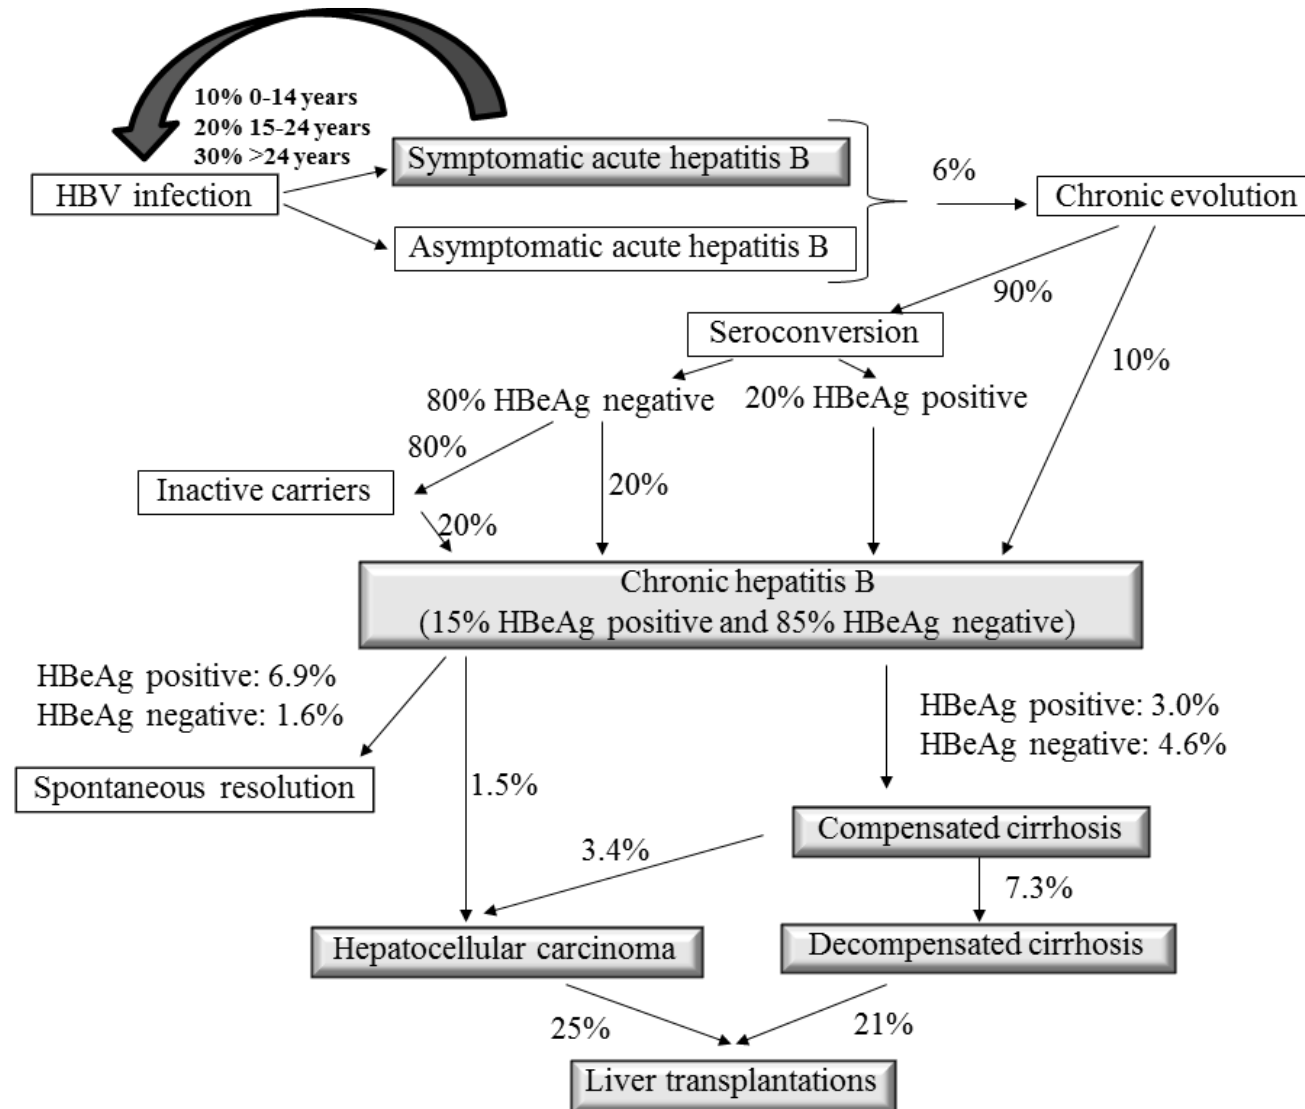 10% 0-14 years
20% 15-24 years
30% >24 years
HBV infection
Symptomatic acute hepatitis B
Asymptomatic acute hepatitis B
6%
Chronic evolution
90%
10%
Seroconversion
80% HBeAg negative
20% HBeAg positive
80%
20%
Inactive carriers
20%
Chronic hepatitis B
(15% HBeAg positive and 85% HBeAg negative)
HBeAg positive: 6.9%
HBeAg negative: 1.6%
HBeAg positive: 3.0%
HBeAg negative: 4.6%
Spontaneous resolution
1.5%
Compensated cirrhosis
3.4%
7.3%
Hepatocellular carcinoma
Decompensated cirrhosis
25%
21%
Liver transplantations